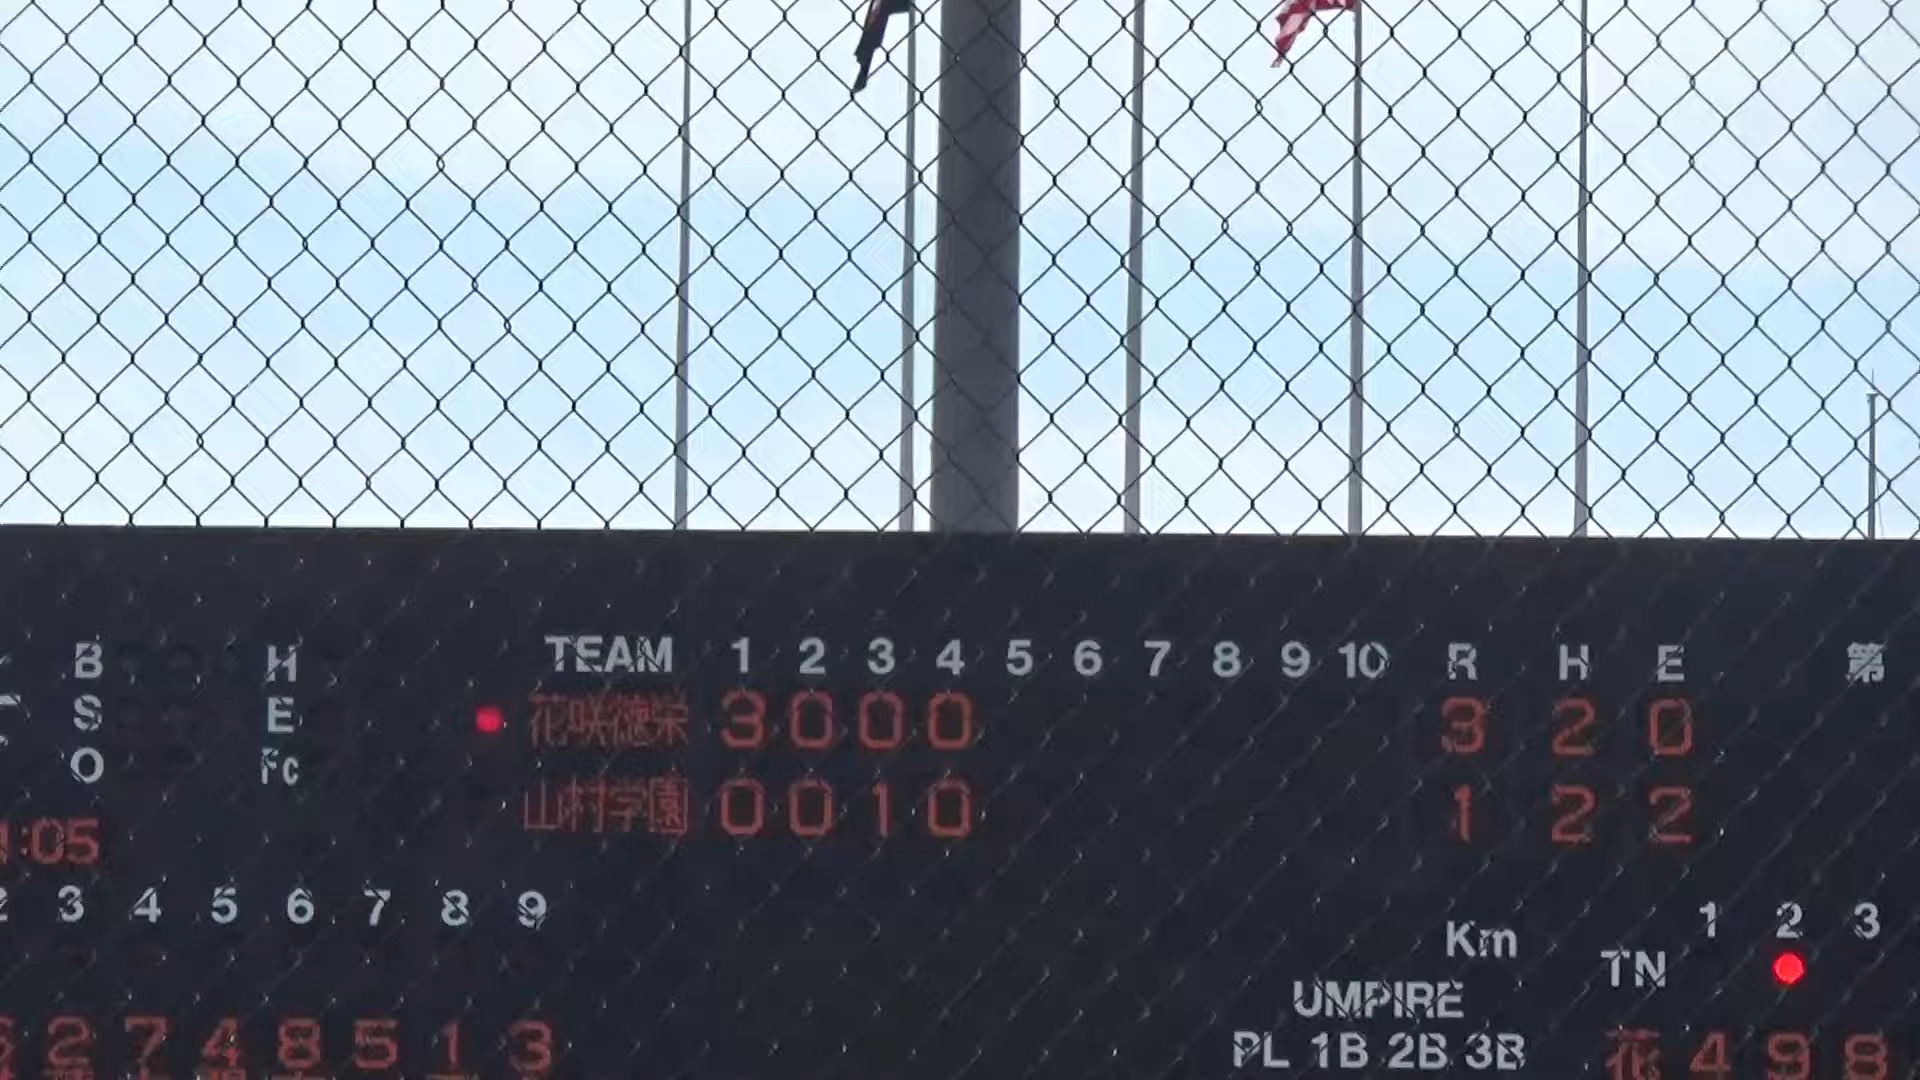 B H TEAM 1 2 3 4 5 6 7 8 9 10 R H E 第
S E 花咲徳栄 3 0 0 0 3 2 0
O Fc 山村学園 0 0 1 0 1 2 2
:05
3 4 5 6 7 8 9 1 2 3
Km
TN
UMPIRE
PL 1B 2B 3B
2 7 4 8 5 1 3 花 4 9 8